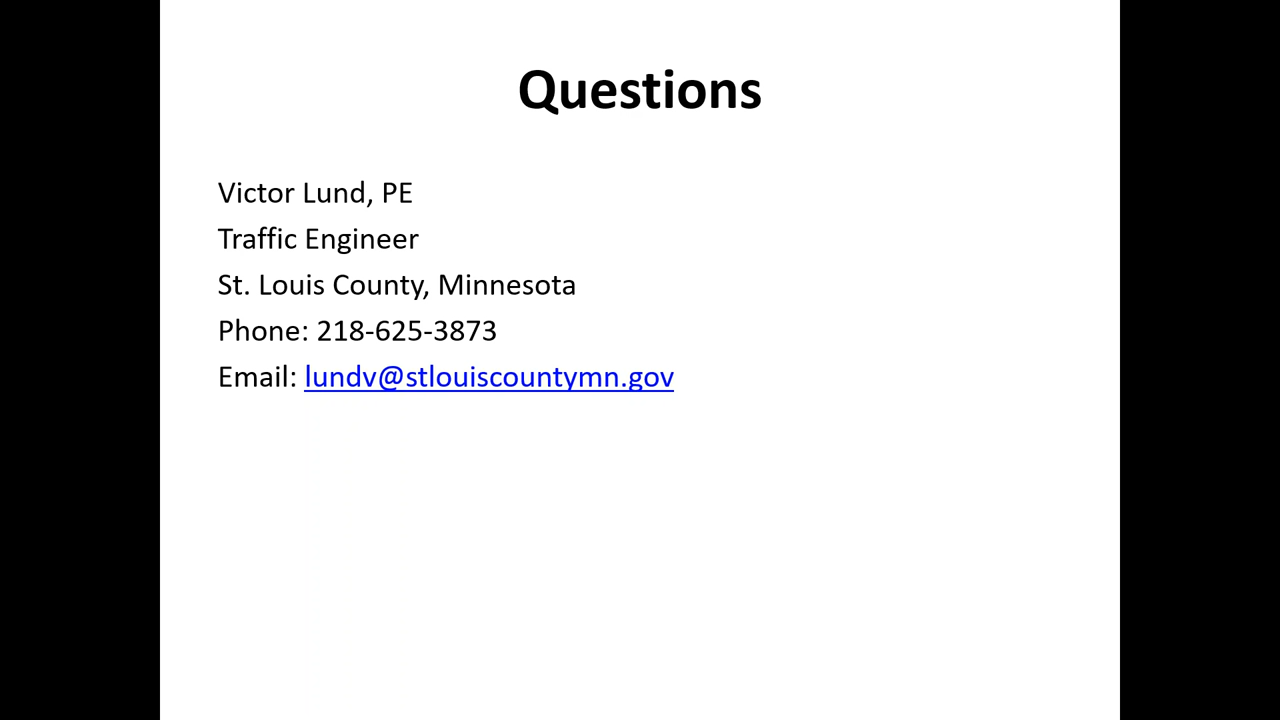 Questions
Victor Lund, PE
Traffic Engineer
St. Louis County, Minnesota
Phone: 218-625-3873
Email: lundv@stlouiscountymn.gov